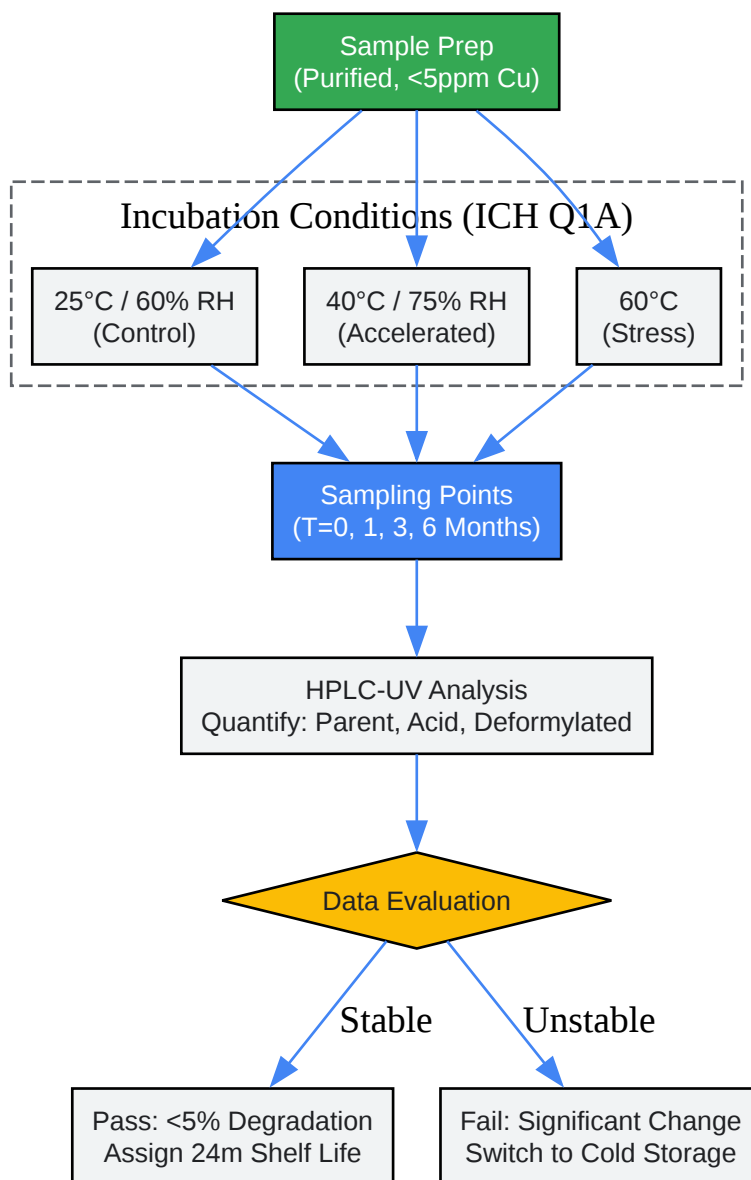 Sample Prep
(Purified, <5ppm Cu)
Incubation Conditions (ICH Q1A)
25°C / 60% RH
(Control)
40°C / 75% RH
(Accelerated)
60°C
(Stress)
Sampling Points
(T=0, 1, 3, 6 Months)
HPLC-UV Analysis
Quantify: Parent, Acid, Deformylated
Data Evaluation
Stable
Unstable
Pass: <5% Degradation
Assign 24m Shelf Life
Fail: Significant Change
Switch to Cold Storage